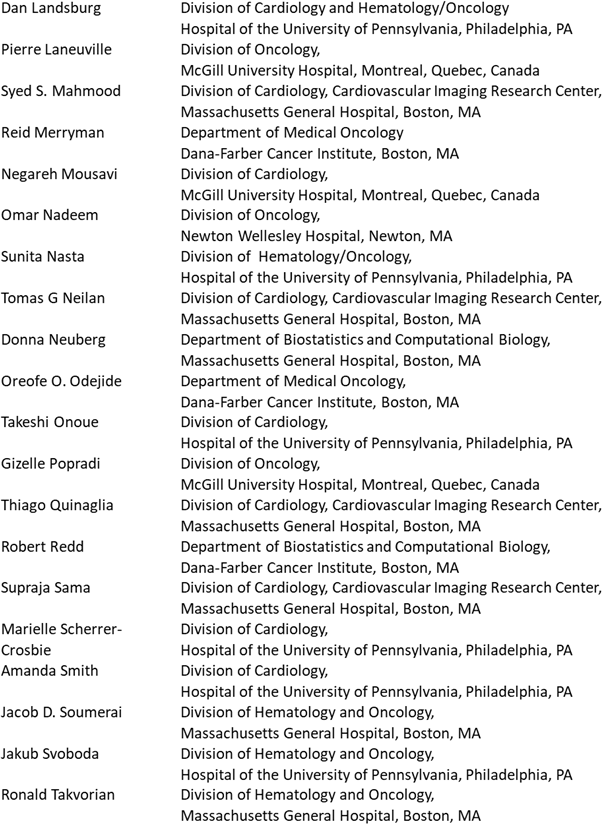 Dan Landsburg Division of Cardiology and Hematology/Oncology
Hospital of the University of Pennsylvania, Philadelphia, PA
Pierre Laneuville Division of Oncology,
McGill University Hospital, Montreal, Quebec, Canada
Syed S. Mahmood Division of Cardiology, Cardiovascular Imaging Research Center,
Massachusetts General Hospital, Boston, MA
Reid Merryman Department of Medical Oncology
Dana-Farber Cancer Institute, Boston, MA
Negareh Mousavi Division of Cardiology,
McGill University Hospital, Montreal, Quebec, Canada
Omar Nadeem Division of Oncology,
Newton Wellesley Hospital, Newton, MA
Sunita Nasta Division of Hematology/Oncology,
Hospital of the University of Pennsylvania, Philadelphia, PA
Tomas G Neilan Division of Cardiology, Cardiovascular Imaging Research Center,
Massachusetts General Hospital, Boston, MA
Donna Neuberg Department of Biostatistics and Computational Biology,
Massachusetts General Hospital, Boston, MA
Oreofe O. Odejide Department of Medical Oncology,
Dana-Farber Cancer Institute, Boston, MA
Takeshi Onoue Division of Cardiology,
Hospital of the University of Pennsylvania, Philadelphia, PA
Gizelle Popradi Division of Oncology,
McGill University Hospital, Montreal, Quebec, Canada
Thiago Quinaglia Division of Cardiology, Cardiovascular Imaging Research Center,
Massachusetts General Hospital, Boston, MA
Robert Redd Department of Biostatistics and Computational Biology,
Dana-Farber Cancer Institute, Boston, MA
Supraja Sama Division of Cardiology, Cardiovascular Imaging Research Center,
Massachusetts General Hospital, Boston, MA
Marielle Scherrer- Division of Cardiology,
Crosbie Hospital of the University of Pennsylvania, Philadelphia, PA
Amanda Smith Division of Cardiology,
Hospital of the University of Pennsylvania, Philadelphia, PA
Jacob D. Soumerai Division of Hematology and Oncology,
Massachusetts General Hospital, Boston, MA
Jakub Svoboda Division of Hematology and Oncology,
Hospital of the University of Pennsylvania, Philadelphia, PA
Ronald Takvorian Division of Hematology and Oncology,
Massachusetts General Hospital, Boston, MA